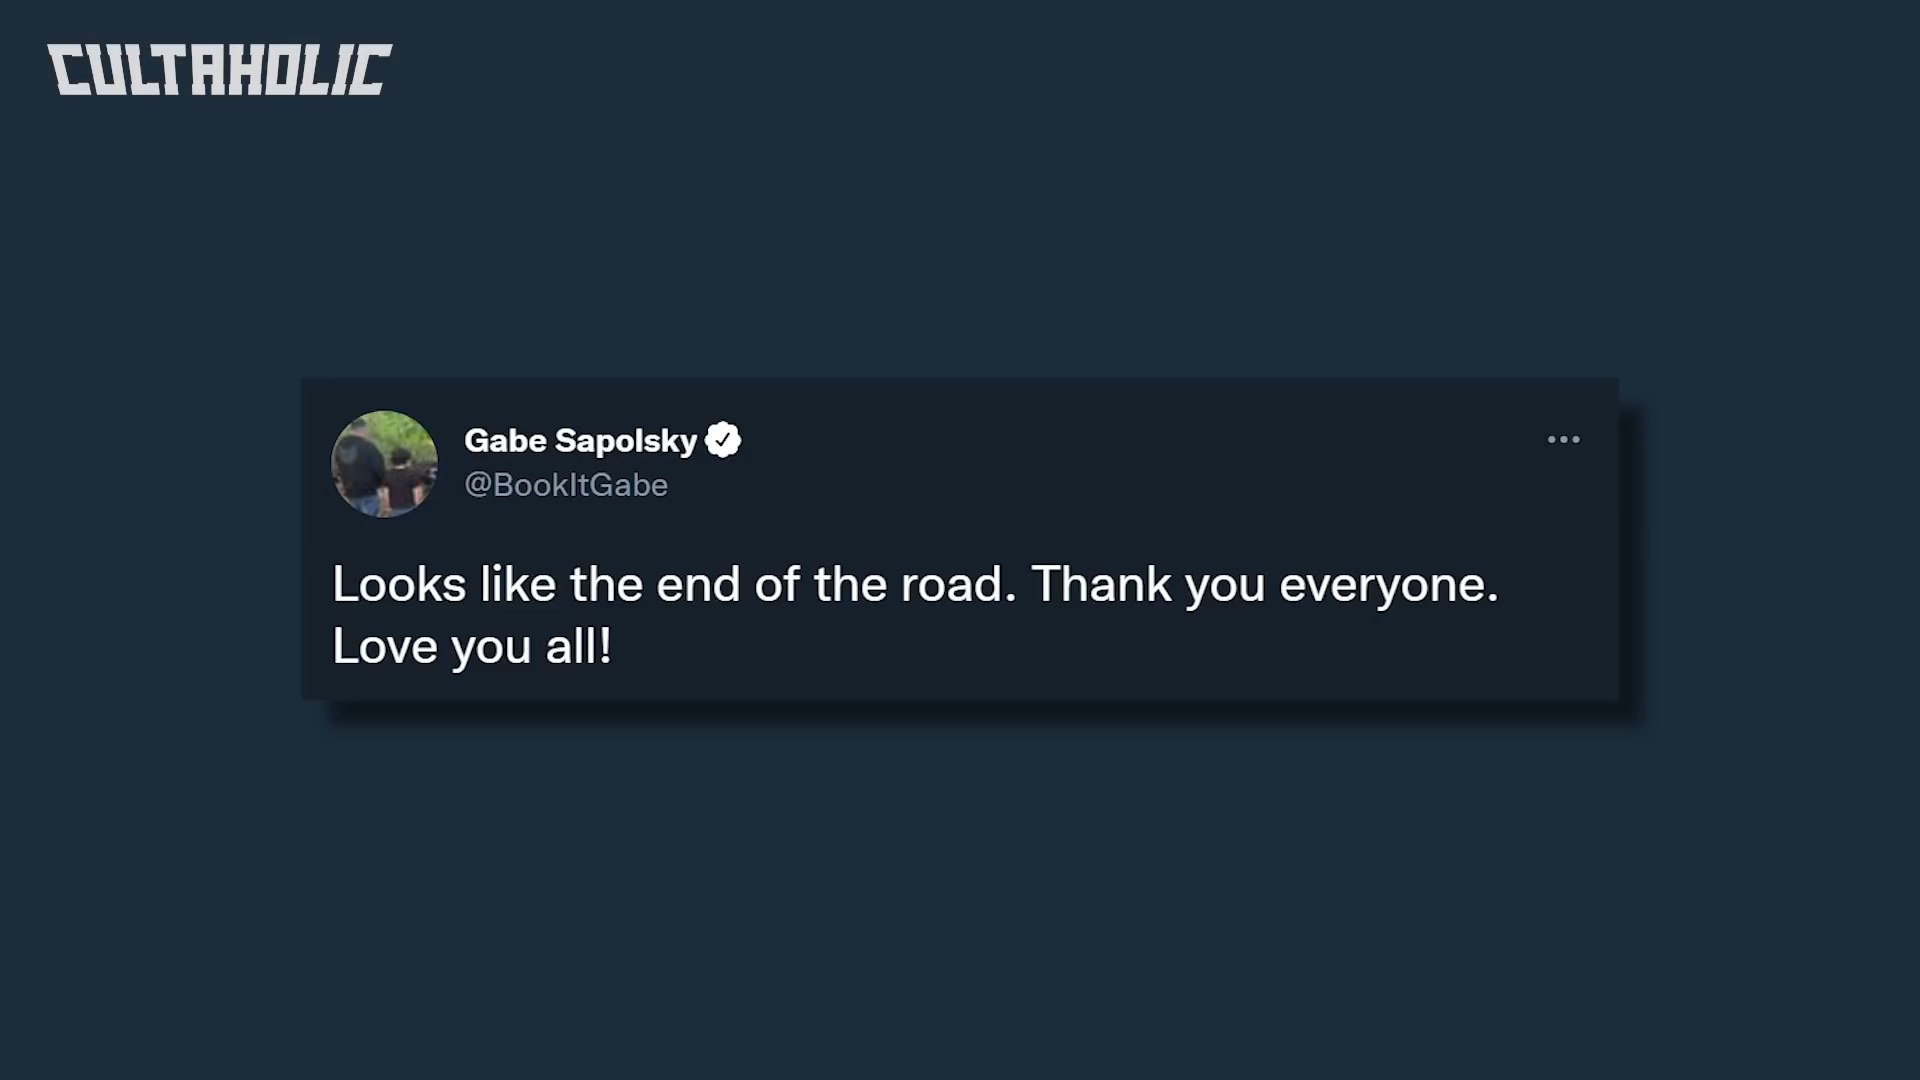 CULTAHOLIC
Gabe Sapolsky
@BookItGabe
Looks like the end of the road. Thank you everyone.
Love you all!